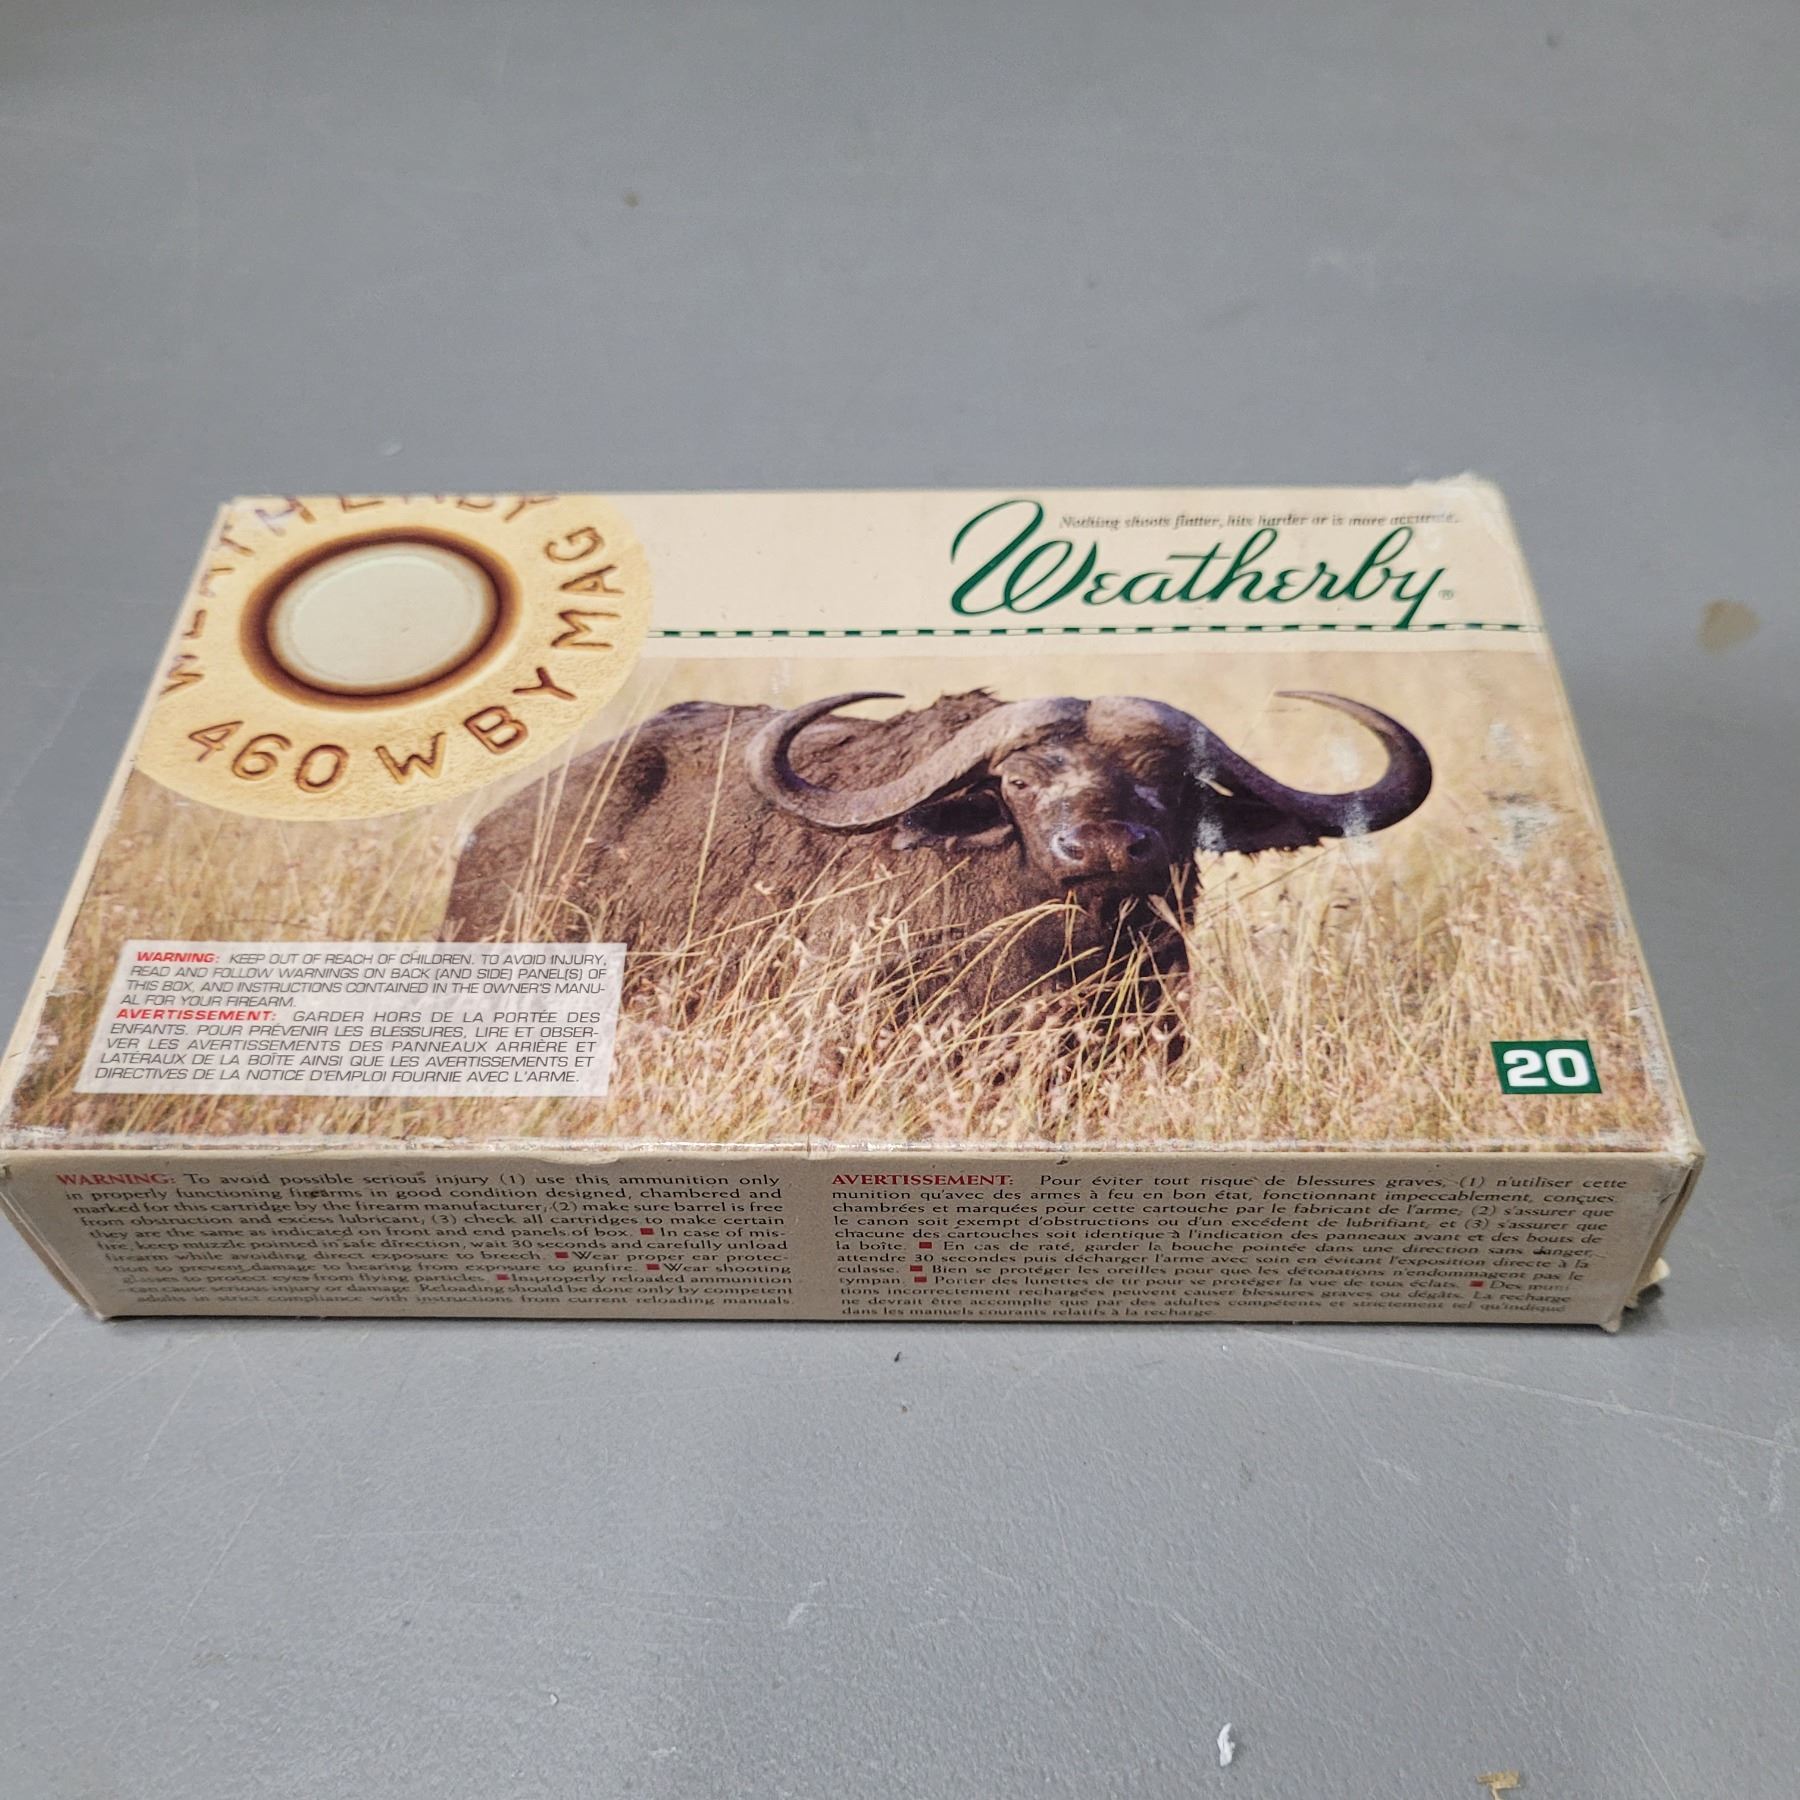 WEATHERBY
460 WBY MAG
Nothing shoots flatter, hits harder or is more accurate.
Weatherby®
WARNING: KEEP OUT OF REACH OF CHILDREN. TO AVOID INJURY,
READ AND FOLLOW WARNINGS ON BACK (AND SIDE) PANEL(S) OF
THIS BOX, AND INSTRUCTIONS CONTAINED IN THE OWNER'S MANU-
AL FOR YOUR FIREARM.
AVERTISSEMENT: GARDER HORS DE LA PORTÉE DES
ENFANTS. POUR PRÉVENIR LES BLESSURES, LIRE ET OBSER-
VER LES AVERTISSEMENTS DES PANNEAUX ARRIÈRE ET
LATÉRAUX DE LA BOÎTE AINSI QUE LES AVERTISSEMENTS ET
DIRECTIVES DE LA NOTICE D'EMPLOI FOURNIE AVEC L'ARME.
20
WARNING: To avoid possible serious injury (1) use this ammunition only
in properly functioning firearms in good condition designed, chambered and
marked for this cartridge by the firearm manufacturer, (2) make sure barrel is free
from obstruction and excess lubricant, (3) check all cartridges to make certain
they are the same as indicated on front and end panels of box. ■ In case of mis-
fire, keep muzzle pointed in safe direction, wait 30 seconds and carefully unload
firearm while avoiding direct exposure to breech. ■ Wear proper ear protec-
tion to prevent damage to hearing from exposure to gunfire. ■ Wear shooting
glasses to protect eyes from flying particles. ■ Improperly reloaded ammunition
can cause serious injury or damage. Reloading should be done only by competent
adults in strict compliance with instructions from current reloading manuals.
AVERTISSEMENT: Pour éviter tout risque de blessures graves, (1) n'utiliser cette
munition qu'avec des armes à feu en bon état, fonctionnant impeccablement, conçues,
chambrées et marquées pour cette cartouche par le fabricant de l'arme; (2) s'assurer que
le canon soit exempt d'obstructions ou d'un excédent de lubrifiant; et (3) s'assurer que
chacune des cartouches soit identique à l'indication des panneaux avant et des bouts de
la boîte. ■ En cas de raté, garder la bouche pointée dans une direction sans danger,
attendre 30 secondes puis décharger l'arme avec soin en évitant l'exposition directe à la
culasse. ■ Bien se protéger les oreilles pour que les détonations n'endommagent pas le
tympan. ■ Porter des lunettes de tir pour se protéger la vue de tous éclats. ■ Des muni-
tions incorrectement rechargées peuvent causer blessures graves ou dégâts. La recharge
ne devrait être accomplie que par des adultes compétents et strictement tel qu'indiqué
dans les manuels courants relatifs à la recharge.